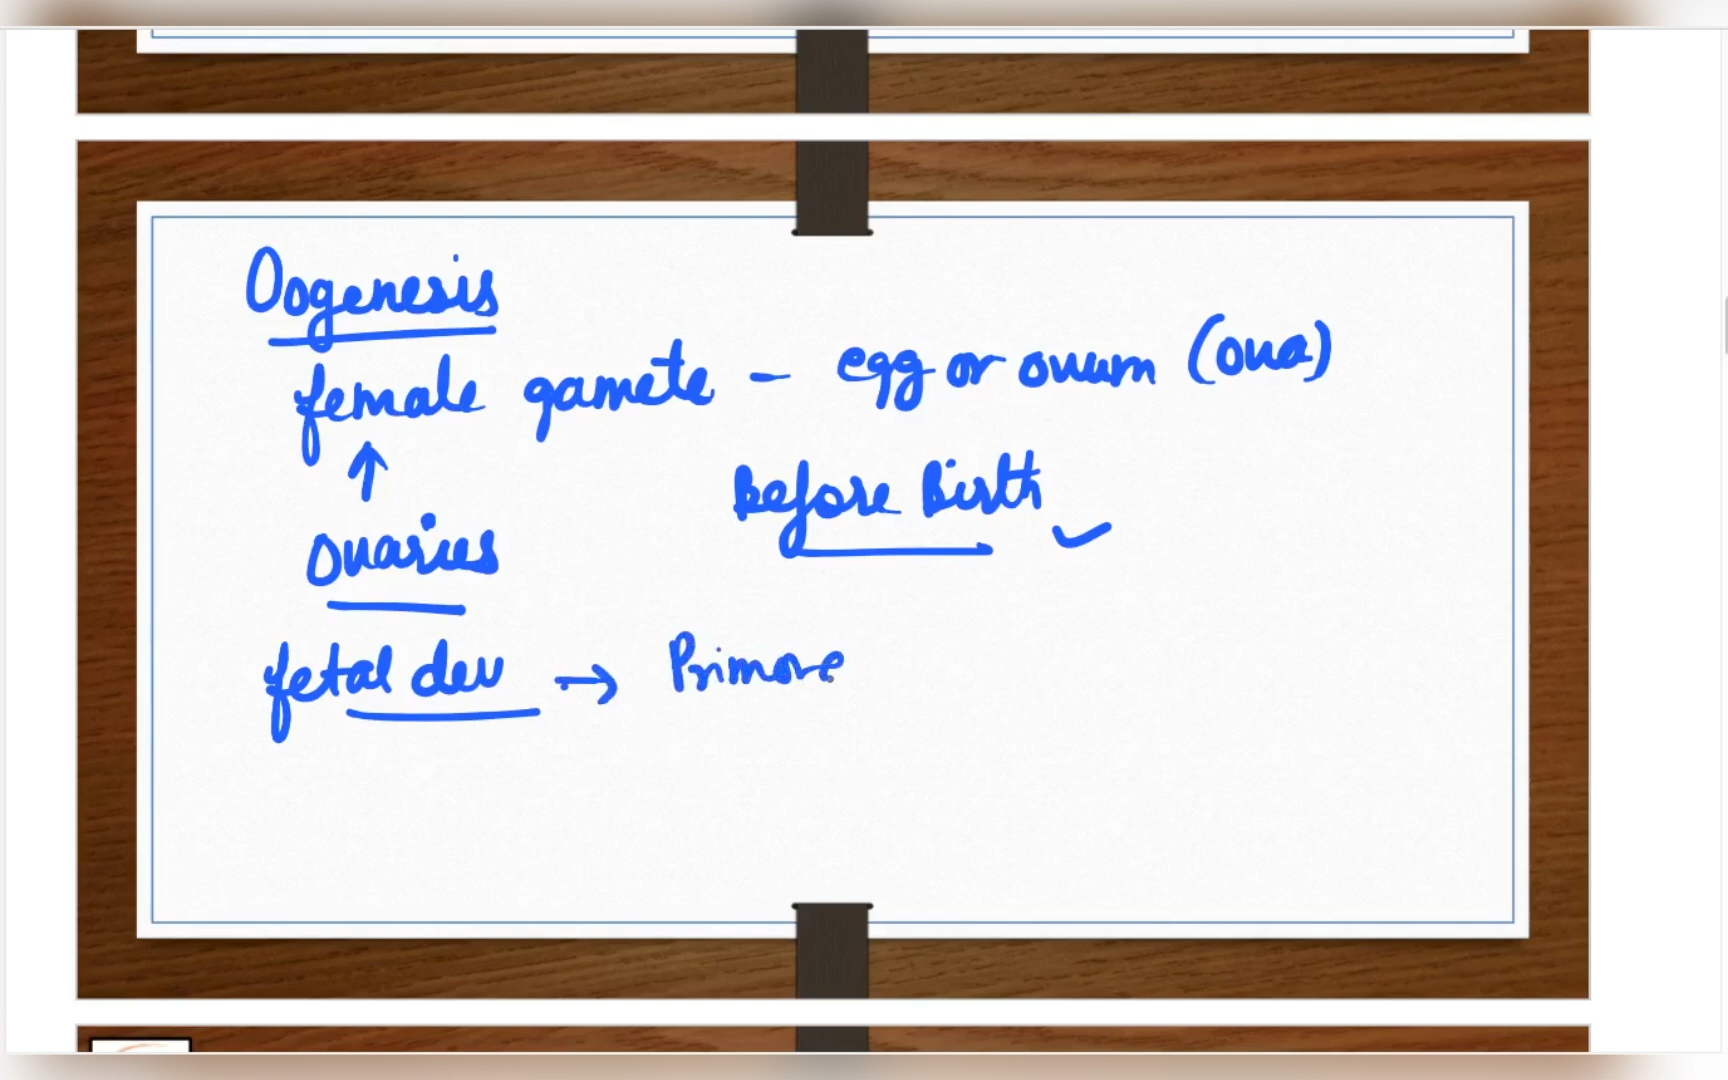 Oogenesis
female gamete - egg or ovum (ova)
↑
Before Birth ✓
ovaries
fetal dev → Primore